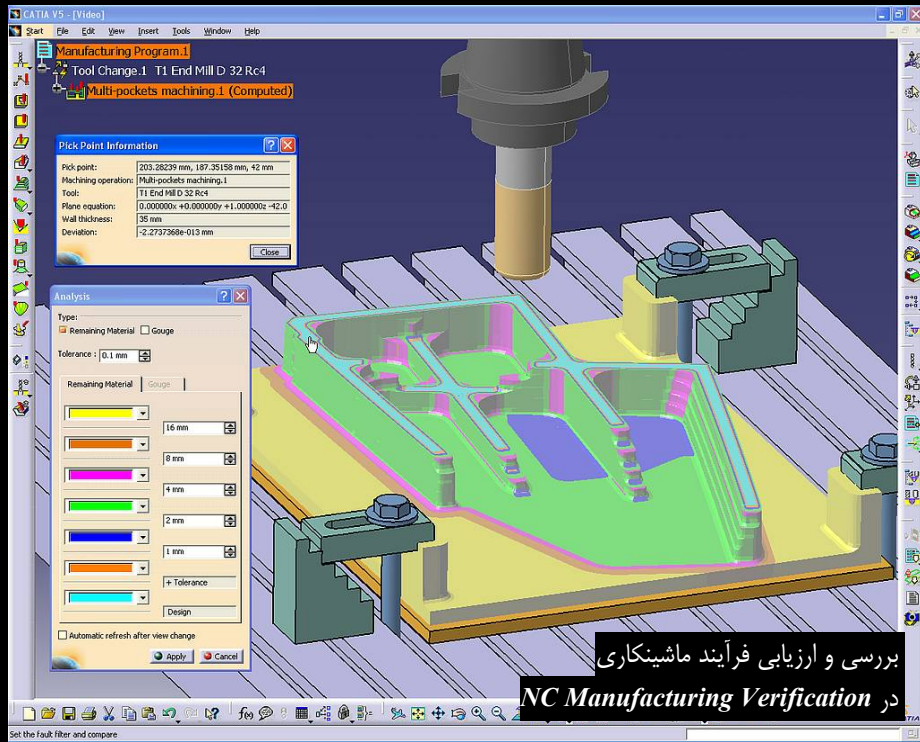 CATIA V5 - [Video]
Start File Edit View Insert Tools Window Help
Manufacturing Program.1
Tool Change.1 T1 End Mill D 32 Rc4
Multi-pockets machining.1 (Computed)
Pick Point Information
Pick point: 203.28239 mm, 187.35158 mm, 42 mm
Machining operation: Multi-pockets machining.1
Tool: T1 End Mill D 32 Rc4
Plane equation: 0.000000x +0.000000y +1.000000z -42.0
Wall thickness: 35 mm
Deviation: -2.2737368e-013 mm
Close
Analysis
Type:
Remaining Material Gouge
Tolerance : 0.1 mm
Remaining Material Gouge
16 mm
8 mm
4 mm
2 mm
1 mm
+ Tolerance
Design
Automatic refresh after view change
Apply Cancel
بررسی و ارزیابی فرآیند ماشینکاری
در NC Manufacturing Verification
Set the fault filter and compare